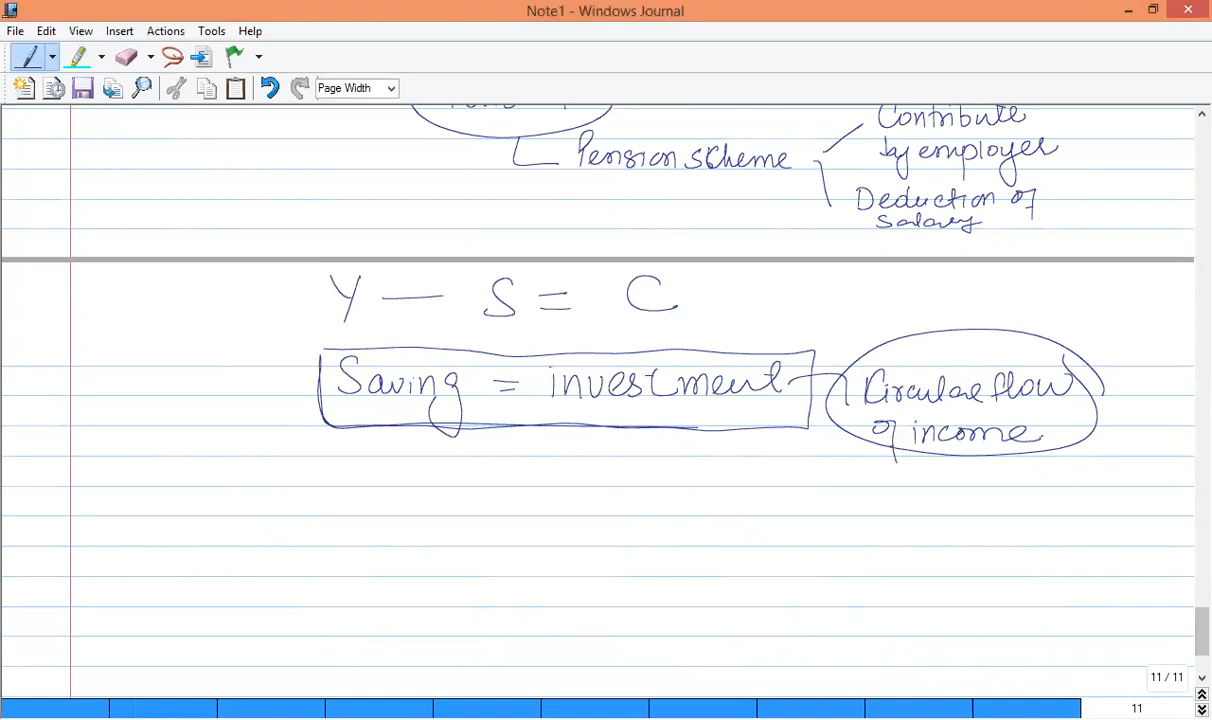 Note1 - Windows Journal
File Edit View Insert Actions Tools Help
Page Width
Contribute
by employer
Pension scheme
Deduction of
salary
Y — S = C
Saving = investment
Circular flow
of income
11 / 11
11